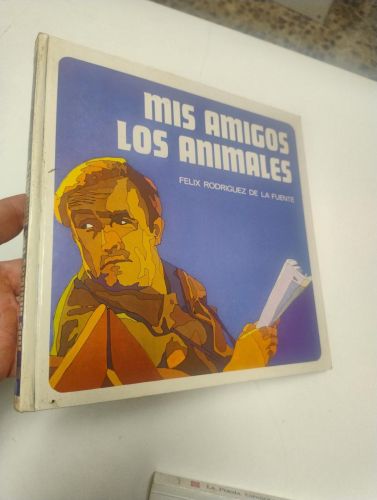 MIS AMIGOS
LOS ANIMALES
FELIX RODRIGUEZ DE LA FUENTE